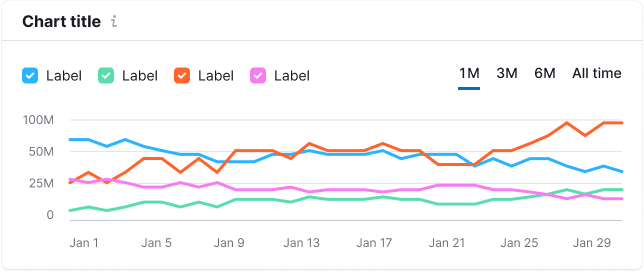 Chart title i
Label Label Label Label 1M 3M 6M All time
100M
50M
25M
0
Jan 1 Jan 5 Jan 9 Jan 13 Jan 17 Jan 21 Jan 25 Jan 29